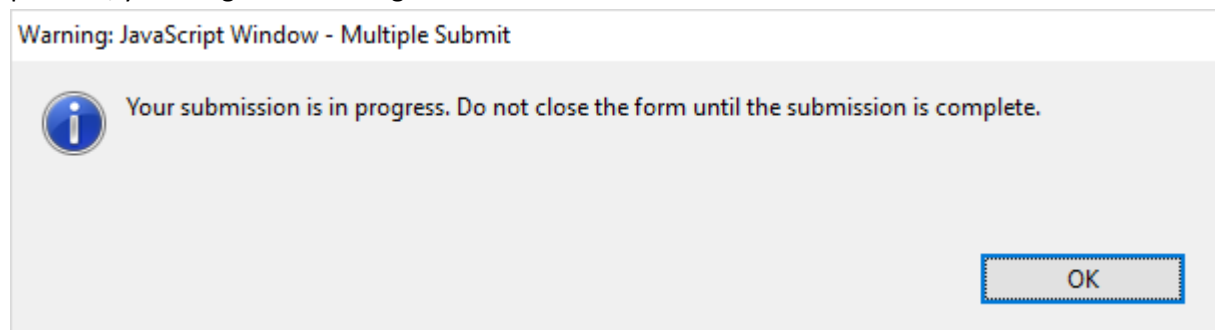 Warning: JavaScript Window - Multiple Submit
Your submission is in progress. Do not close the form until the submission is complete.
OK